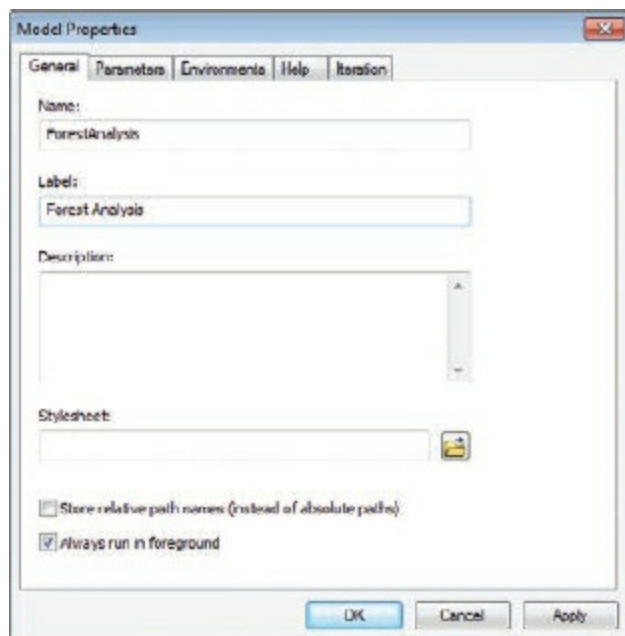 Model Properties
General Parameters Environments Help Iteration
Name:
ForestAnalysis
Label:
Forest Analysis
Description:
Stylesheet:
Store relative path names (instead of absolute paths)
Always run in foreground
OK Cancel Apply